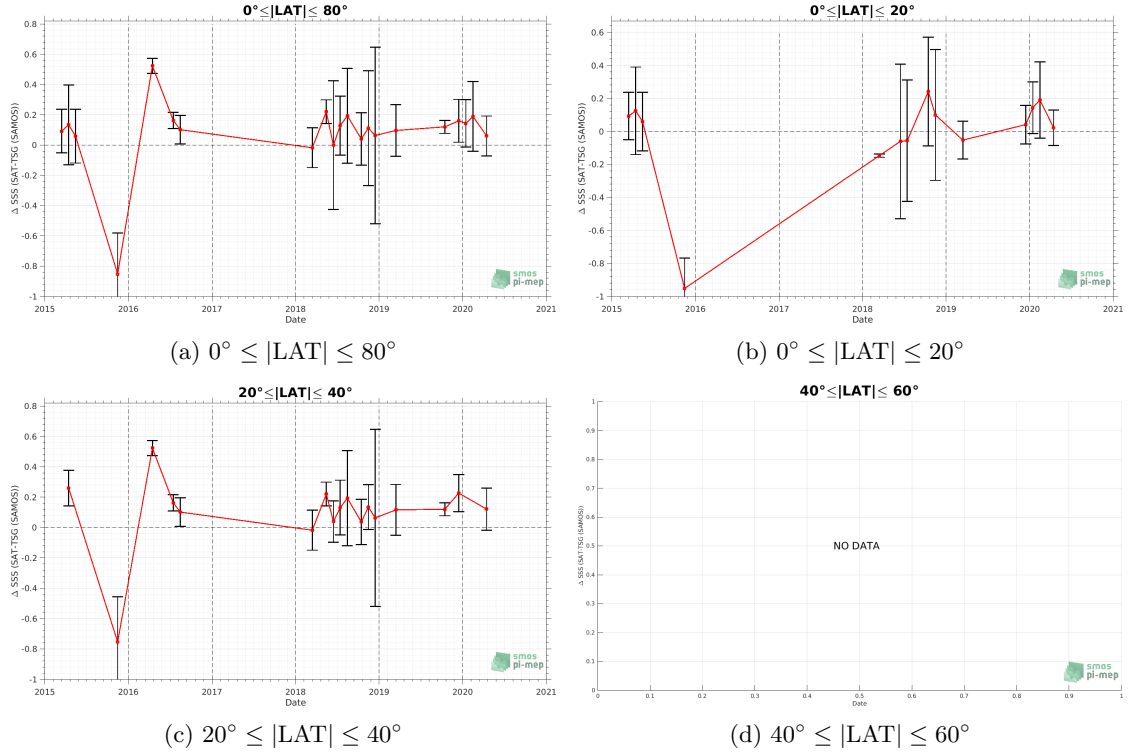 0°≤|LAT|≤ 80°
Δ SSS (SAT-TSG (SAMOS))
0.8
0.6
0.4
0.2
0
-0.2
-0.4
-0.6
-0.8
-1
2015
2016
2017
2018
2019
2020
2021
Date
smos
pi-mep
(a) 0° ≤ |LAT| ≤ 80°
0°≤|LAT|≤ 20°
Δ SSS (SAT-TSG (SAMOS))
0.6
0.4
0.2
0
-0.2
-0.4
-0.6
-0.8
-1
2015
2016
2017
2018
2019
2020
2021
Date
smos
pi-mep
(b) 0° ≤ |LAT| ≤ 20°
20°≤|LAT|≤ 40°
Δ SSS (SAT-TSG (SAMOS))
0.8
0.6
0.4
0.2
0
-0.2
-0.4
-0.6
-0.8
-1
2015
2016
2017
2018
2019
2020
2021
Date
smos
pi-mep
(c) 20° ≤ |LAT| ≤ 40°
40°≤|LAT|≤ 60°
Δ SSS (SAT-TSG (SAMOS))
1
0.9
0.8
0.7
0.6
0.5
0.4
0.3
0.2
0.1
0
NO DATA
0
0.1
0.2
0.3
0.4
0.5
0.6
0.7
0.8
0.9
1
Date
smos
pi-mep
(d) 40° ≤ |LAT| ≤ 60°